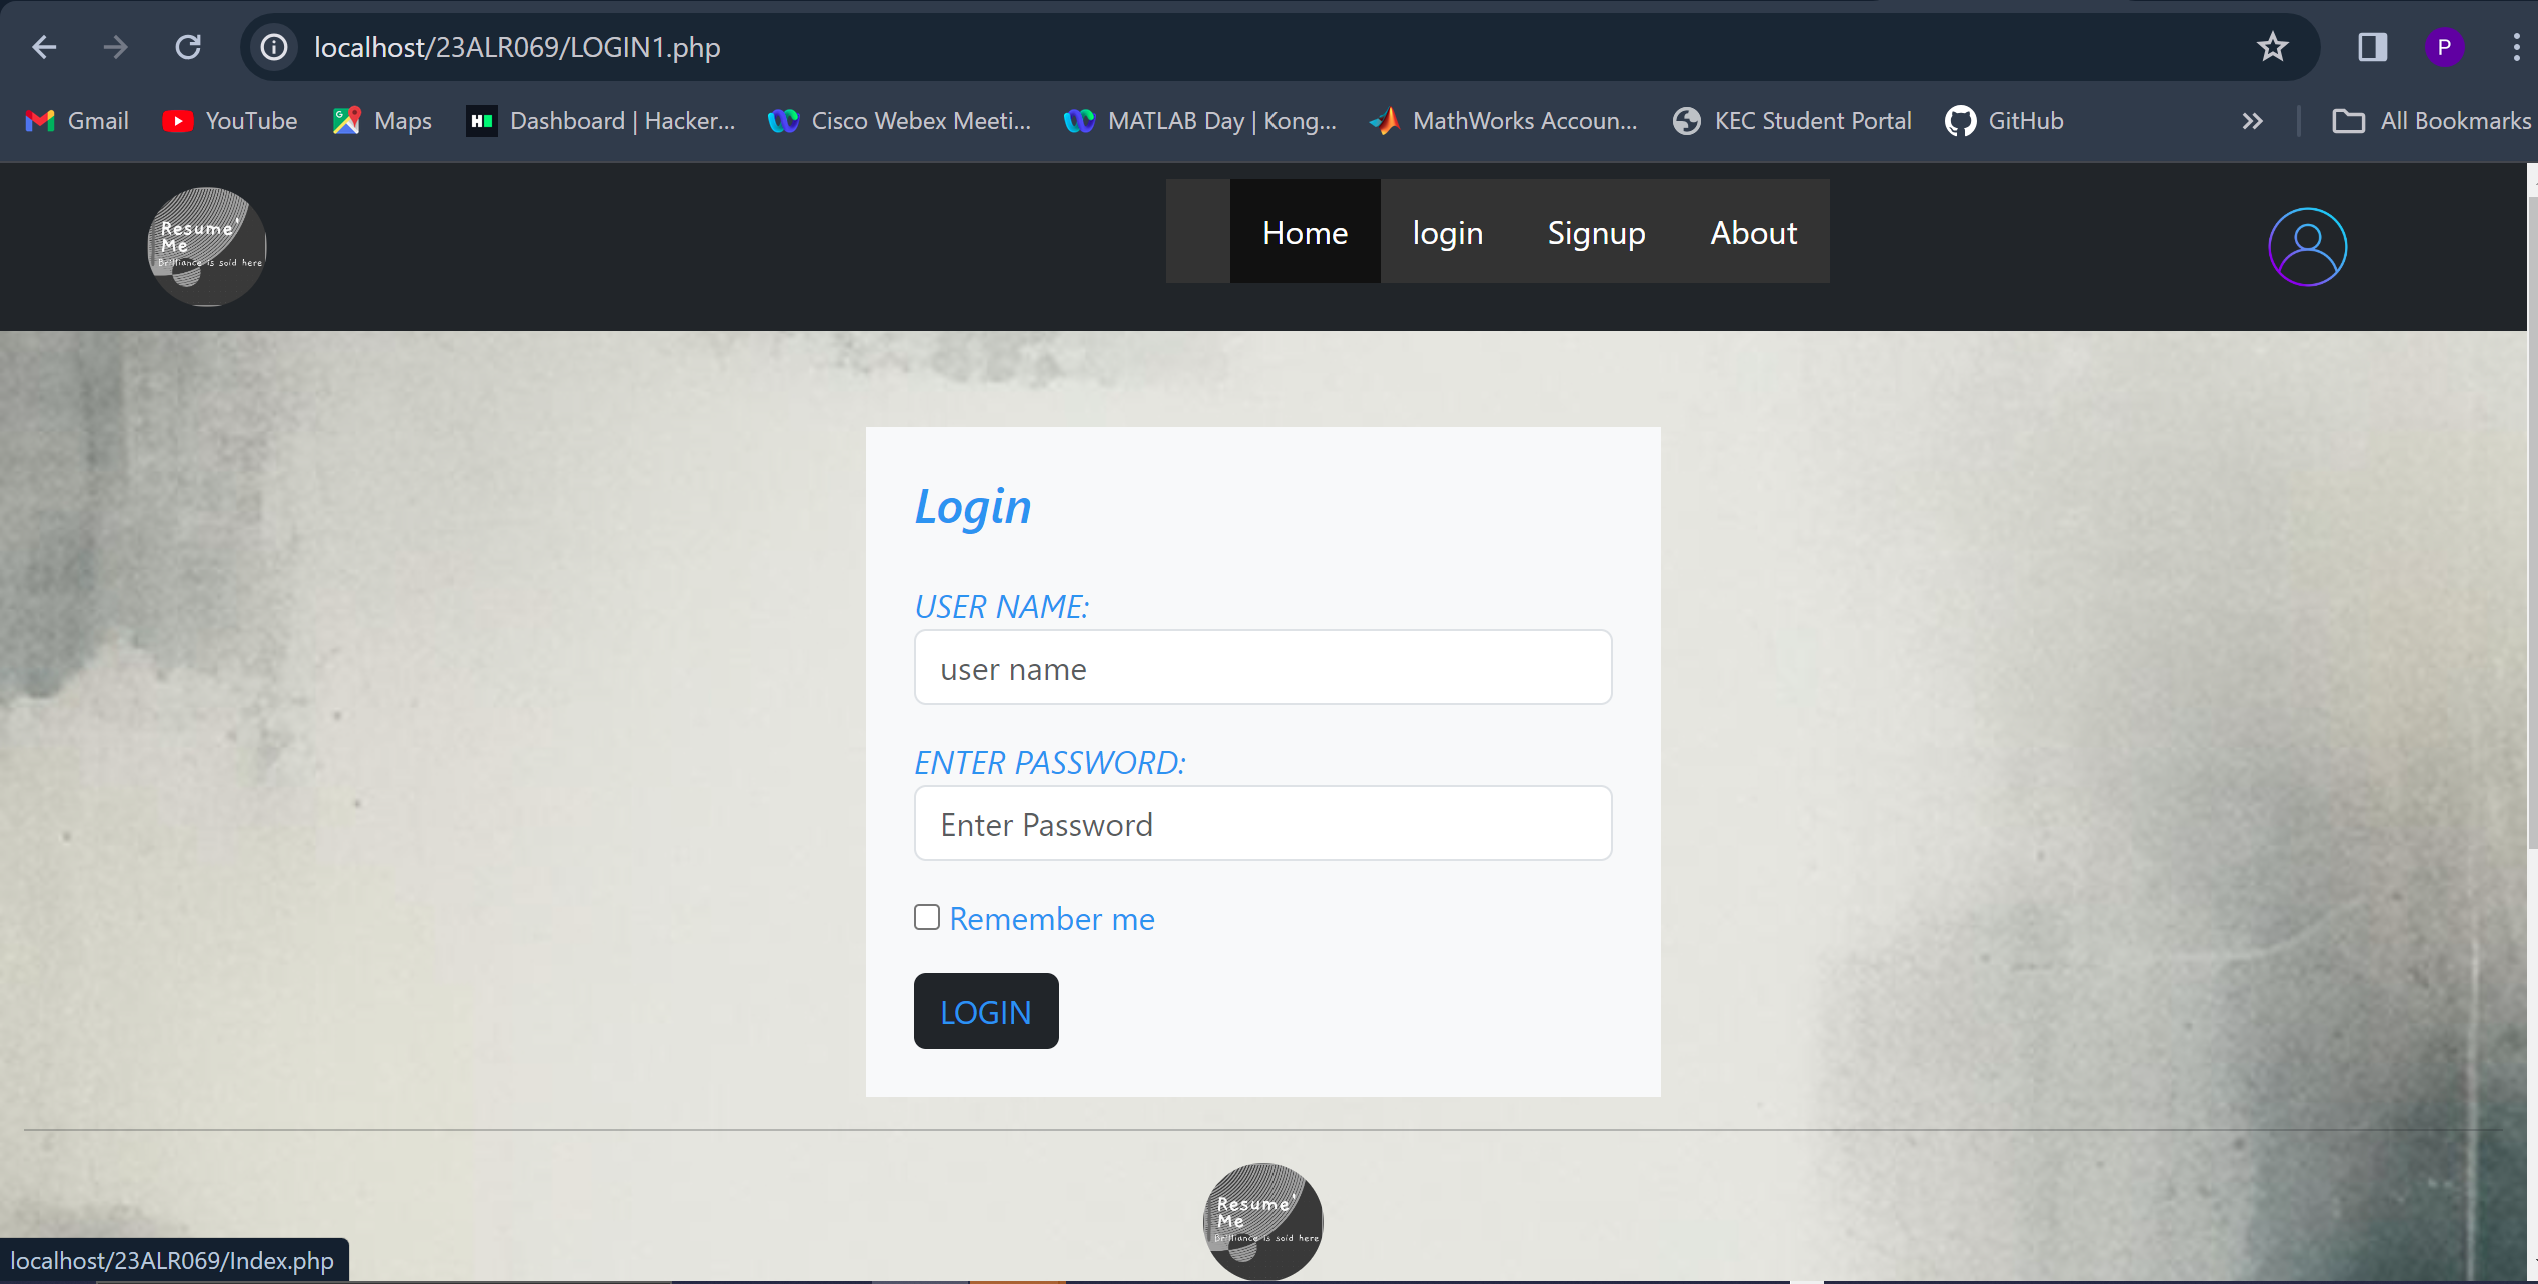 localhost/23ALR069/LOGIN1.php
P
Gmail YouTube Maps Dashboard | Hacker... Cisco Webex Meeti... MATLAB Day | Kong... MathWorks Accoun... KEC Student Portal GitHub All Bookmarks
Resume'
Me
Brilliance is sold here
Home login Signup About
Login
USER NAME:
user name
ENTER PASSWORD:
Enter Password
Remember me
LOGIN
Resume'
Me
Brilliance is sold here
localhost/23ALR069/Index.php